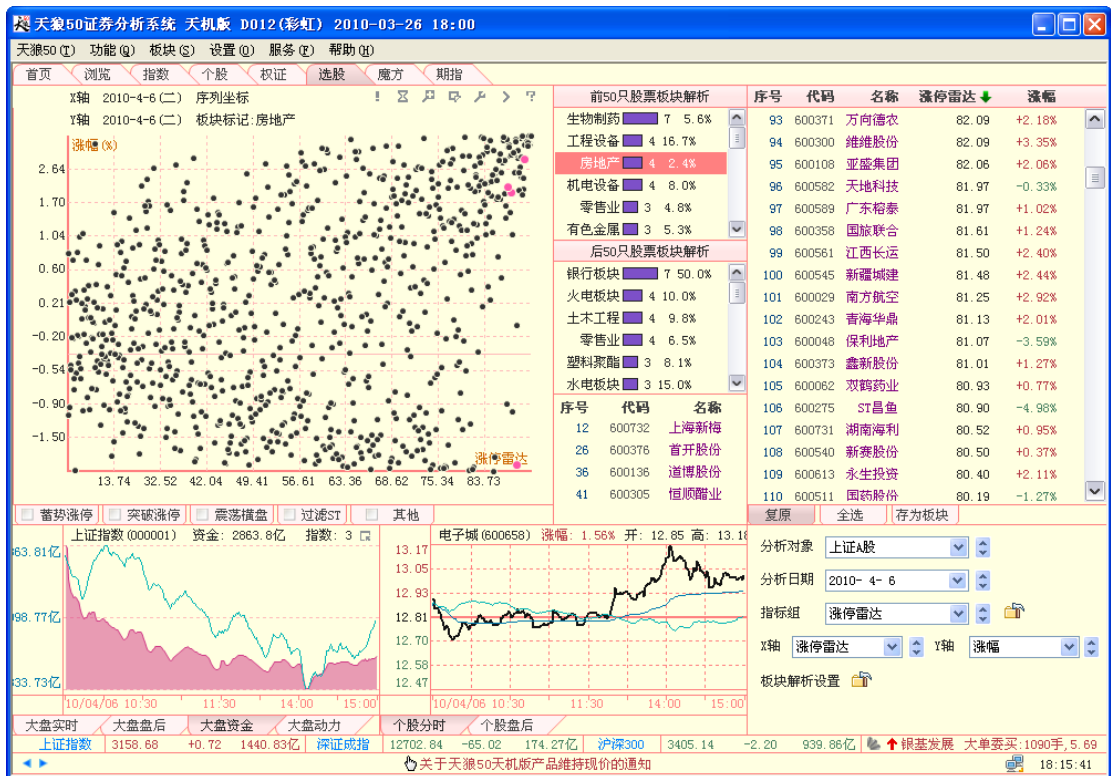 天狼50证券分析系统 天机版 D012(彩虹) 2010-03-26 18:00
天狼50(T) 功能(Q) 板块(S) 设置(O) 服务(F) 帮助(H)
首页 浏览 指数 个股 权证 选股 魔方 期指
X轴 2010-4-6(二) 序列坐标
Y轴 2010-4-6(二) 板块标记:房地产
涨幅(%)
2.64
1.70
1.04
0.60
0.21
-0.20
-0.54
-0.90
-1.50
涨停雷达
13.74 32.52 42.04 49.41 56.61 63.36 68.62 75.34 83.73
前50只股票板块解析
生物制药 7 5.6%
工程设备 4 16.7%
房地产 4 2.4%
机电设备 4 8.0%
零售业 3 4.8%
有色金属 3 5.3%
后50只股票板块解析
银行板块 7 50.0%
火电板块 4 10.0%
土木工程 4 9.8%
零售业 4 6.5%
塑料聚酯 3 8.1%
水电板块 3 15.0%
序号 代码 名称
12 600732 上海新梅
26 600376 首开股份
36 600136 道博股份
41 600305 恒顺醋业
序号 代码 名称 涨停雷达 涨幅
93 600371 万向德农 82.09 +2.18%
94 600300 维维股份 82.09 +3.35%
95 600108 亚盛集团 82.06 +2.06%
96 600582 天地科技 81.97 -0.33%
97 600589 广东榕泰 81.97 +1.02%
98 600358 国旅联合 81.61 +1.24%
99 600561 江西长运 81.50 +2.40%
100 600545 新疆城建 81.48 +2.44%
101 600029 南方航空 81.25 +2.92%
102 600243 青海华鼎 81.13 +2.01%
103 600048 保利地产 81.07 -3.59%
104 600373 鑫新股份 81.01 +1.27%
105 600062 双鹤药业 80.93 +0.77%
106 600275 ST昌鱼 80.90 -4.98%
107 600731 湖南海利 80.52 +0.95%
108 600540 新赛股份 80.50 +0.37%
109 600613 永生投资 80.40 +2.11%
110 600511 国药股份 80.19 -1.27%
蓄势涨停 突破涨停 震荡横盘 过滤ST 其他
复原 全选 存为板块
上证指数(000001) 资金: 2863.8亿 指数: 3
63.81亿
98.77亿
33.73亿
10/04/06 10:30 11:30 14:00 15:00
电子城(600658) 涨幅: 1.56% 开: 12.85 高: 13.18
13.17
13.05
12.93
12.81
12.70
12.58
12.47
10/04/06 10:30 11:30 14:00 15:00
分析对象 上证A股
分析日期 2010- 4- 6
指标组 涨停雷达
X轴 涨停雷达 Y轴 涨幅
板块解析设置
大盘实时 大盘盘后 大盘资金 大盘动力 个股分时 个股盘后
上证指数 3158.68 +0.72 1440.83亿 深证成指 12702.84 -65.02 174.27亿 沪深300 3405.14 -2.20 939.86亿 银基发展 大单委买:1090手,5.69
关于天狼50天机版产品维持现价的通知 18:15:41